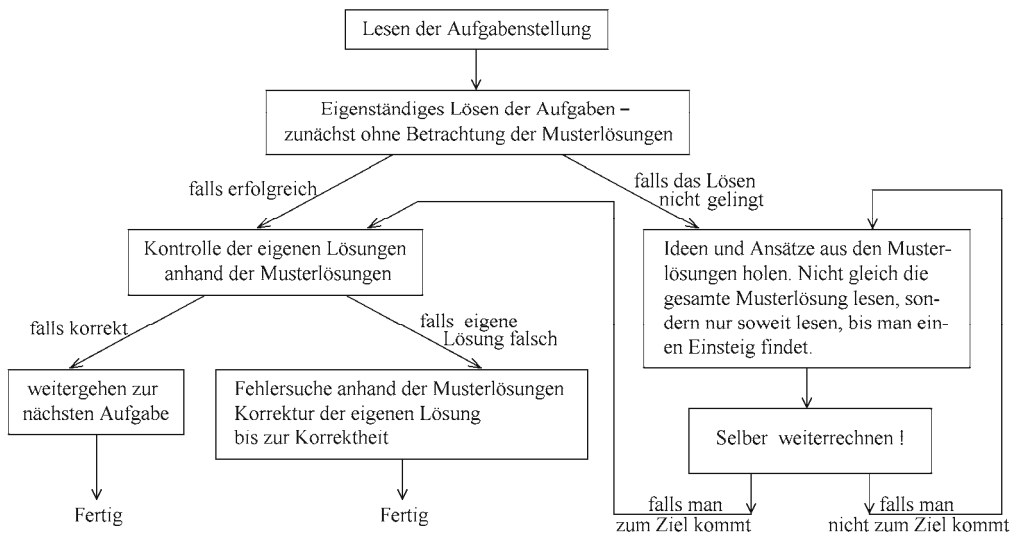 Lesen der Aufgabenstellung
Eigenständiges Lösen der Aufgaben –
zunächst ohne Betrachtung der Musterlösungen
falls erfolgreich
falls das Lösen
nicht gelingt
Kontrolle der eigenen Lösungen
anhand der Musterlösungen
Ideen und Ansätze aus den Muster-
lösungen holen. Nicht gleich die
gesamte Musterlösung lesen, son-
dern nur soweit lesen, bis man ein-
en Einsteig findet.
falls korrekt
falls eigene
Lösung falsch
weitergehen zur
nächsten Aufgabe
Fehlersuche anhand der Musterlösungen
Korrektur der eigenen Lösung
bis zur Korrektheit
Selber weiterrechnen !
Fertig
Fertig
falls man
zum Ziel kommt
falls man
nicht zum Ziel kommt